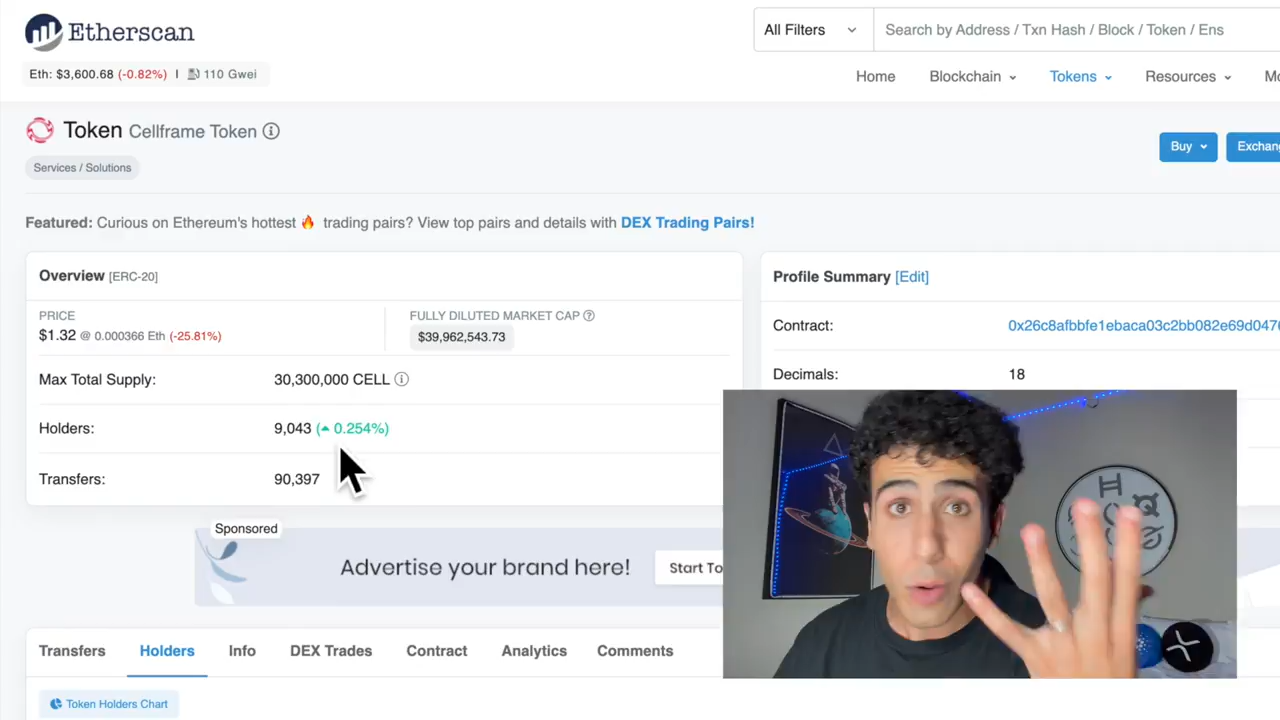 Etherscan
All Filters
Search by Address / Txn Hash / Block / Token / Ens
Eth: $3,600.68 (-0.82%) | 110 Gwei
Home Blockchain Tokens Resources
Token Cellframe Token
Buy
Services / Solutions
Featured: Curious on Ethereum's hottest 🔥 trading pairs? View top pairs and details with DEX Trading Pairs!
Overview [ERC-20]
PRICE
$1.32 @ 0.000366 Eth (-25.81%)
FULLY DILUTED MARKET CAP
$39,962,543.73
Max Total Supply: 30,300,000 CELL
Holders: 9,043 (0.254%)
Transfers: 90,397
Profile Summary [Edit]
Contract: 0x26c8afbbfe1ebaca03c2bb082e69d047
Decimals: 18
Sponsored
Advertise your brand here!
Start To
Transfers Holders Info DEX Trades Contract Analytics Comments
Token Holders Chart